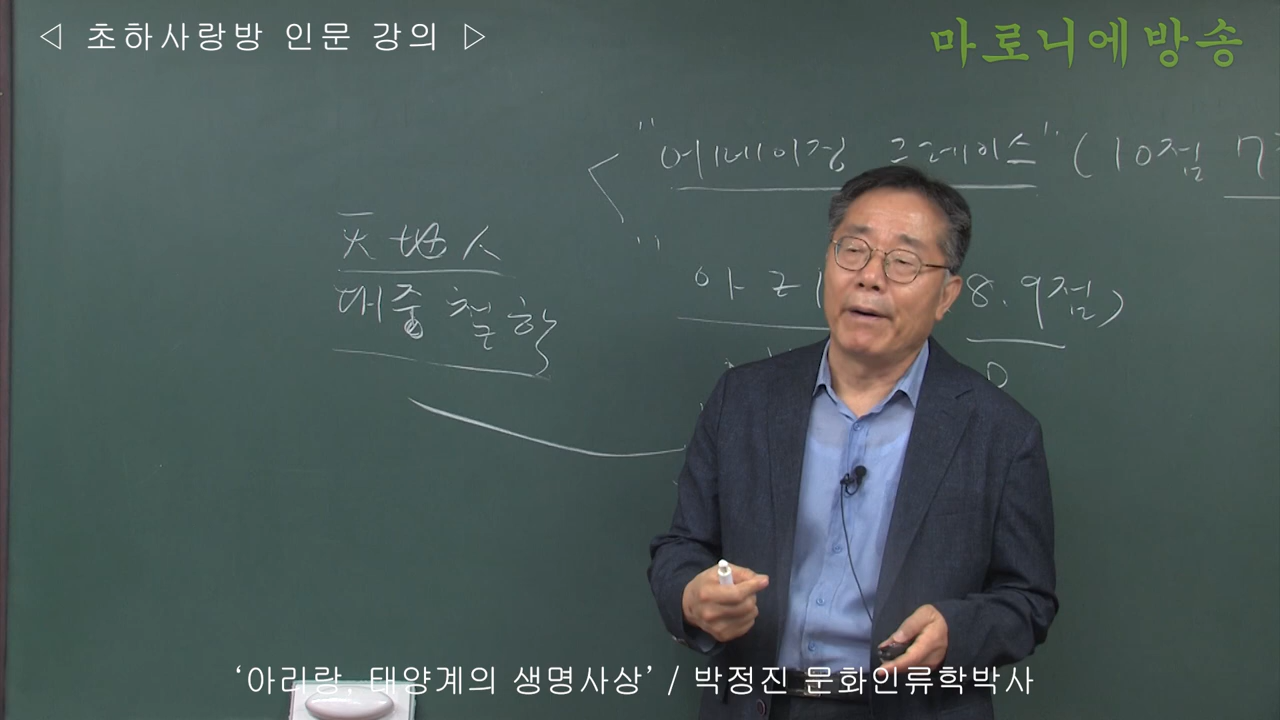 ◁ 초하사랑방 인문 강의 ▷
마로니에방송
"어메이징 그레이스" (10점 7
天地人
아리 8.9점)
대중철학
‘아리랑, 태양계의 생명사상’ / 박정진 문화인류학박사